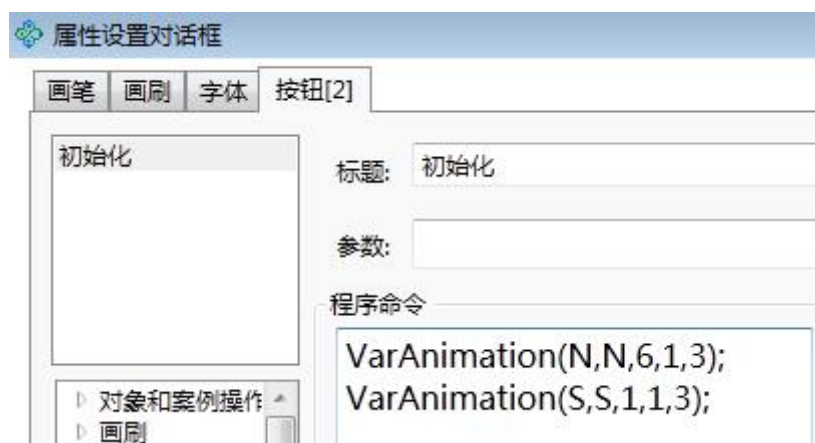 属性设置对话框
画笔 画刷 字体 按钮[2]
初始化
标题: 初始化
参数:
程序命令
VarAnimation(N,N,6,1,3);
VarAnimation(S,S,1,1,3);
对象和案例操作
画刷